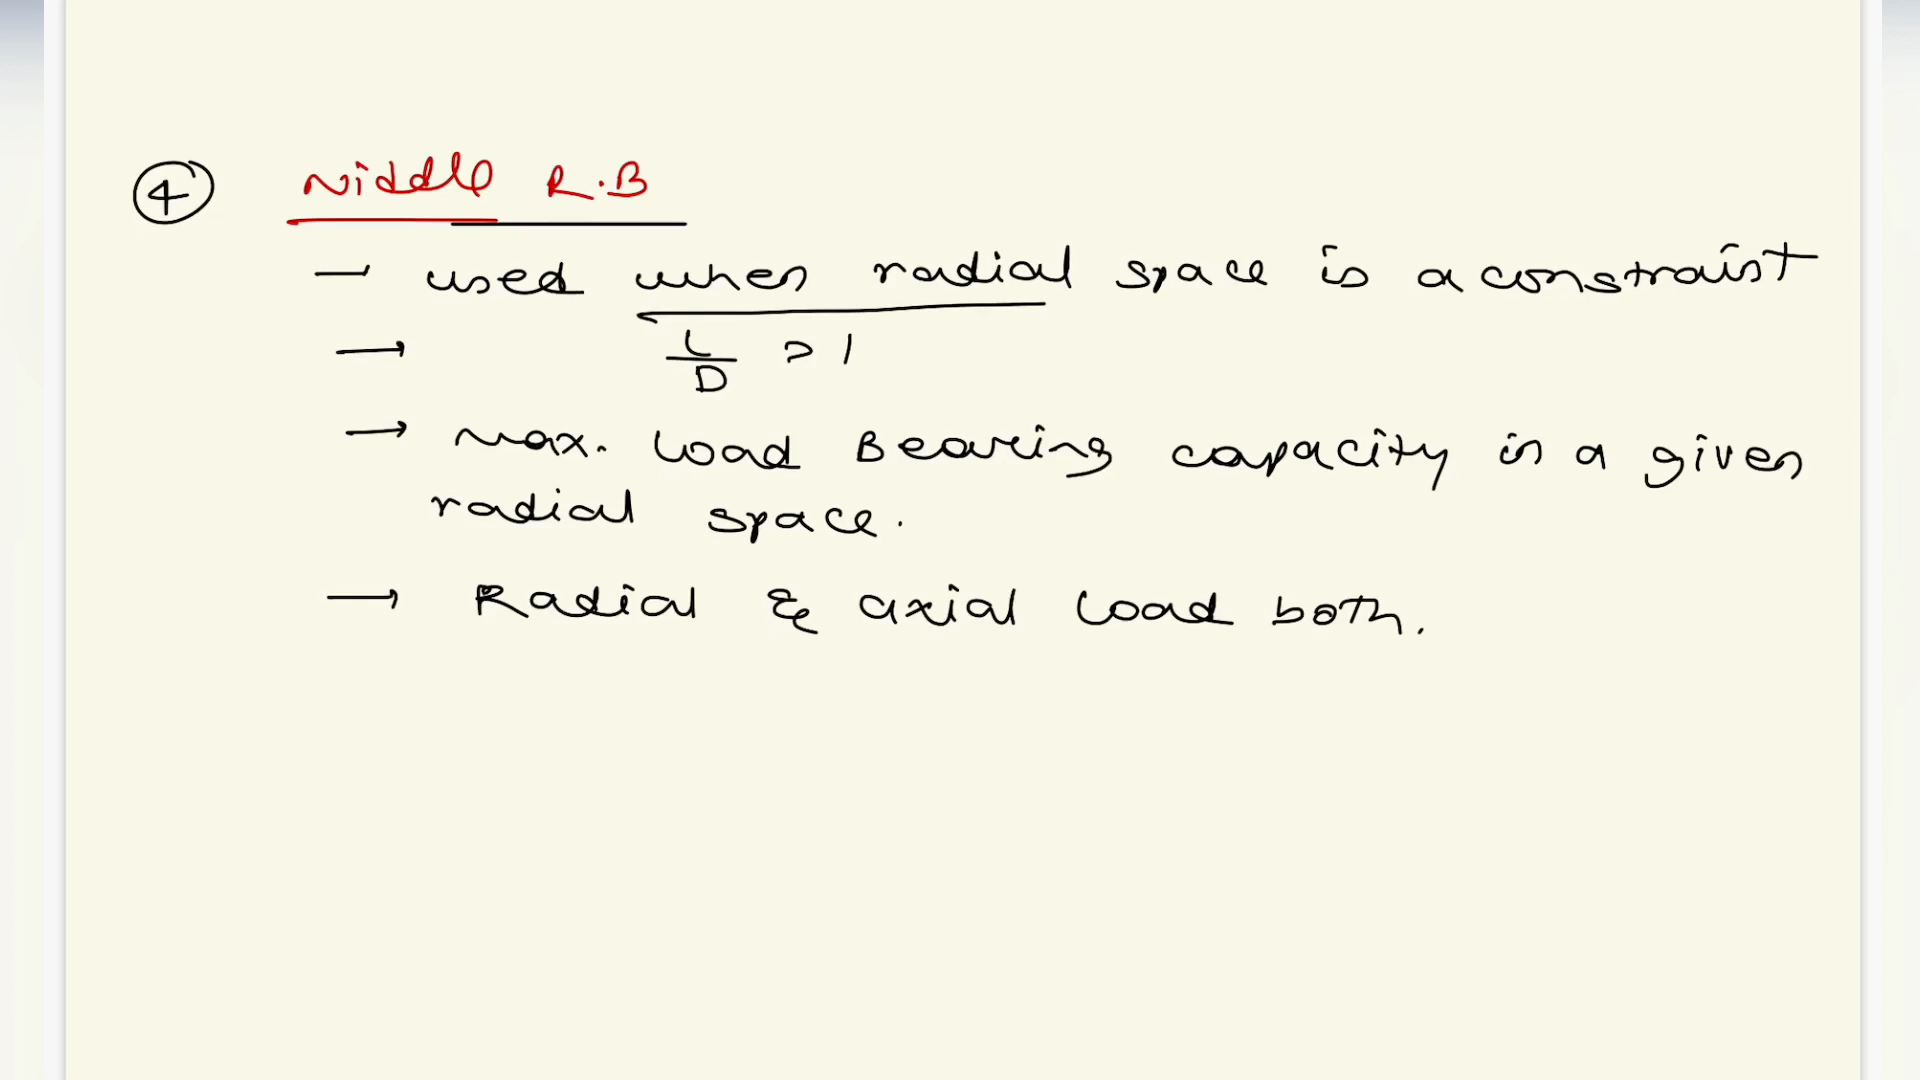 ④ Niddle R.B
— used when radial space is a constraint
→ L/D > 1
→ Max. Load Bearing capacity in a given
radial space.
→ Radial & axial Load both.